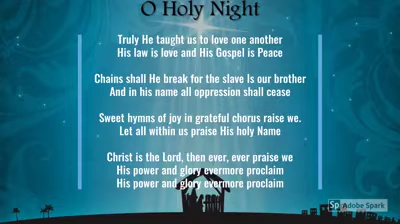 O Holy Night
Truly He taught us to love one another
His law is love and His Gospel is Peace
Chains shall He break for the slave Is our brother
And in his name all oppression shall cease
Sweet hymns of joy in grateful chorus raise we.
Let all within us praise His holy Name
Christ is the Lord, then ever, ever praise we
His power and glory evermore proclaim
His power and glory evermore proclaim
Sp Adobe Spark